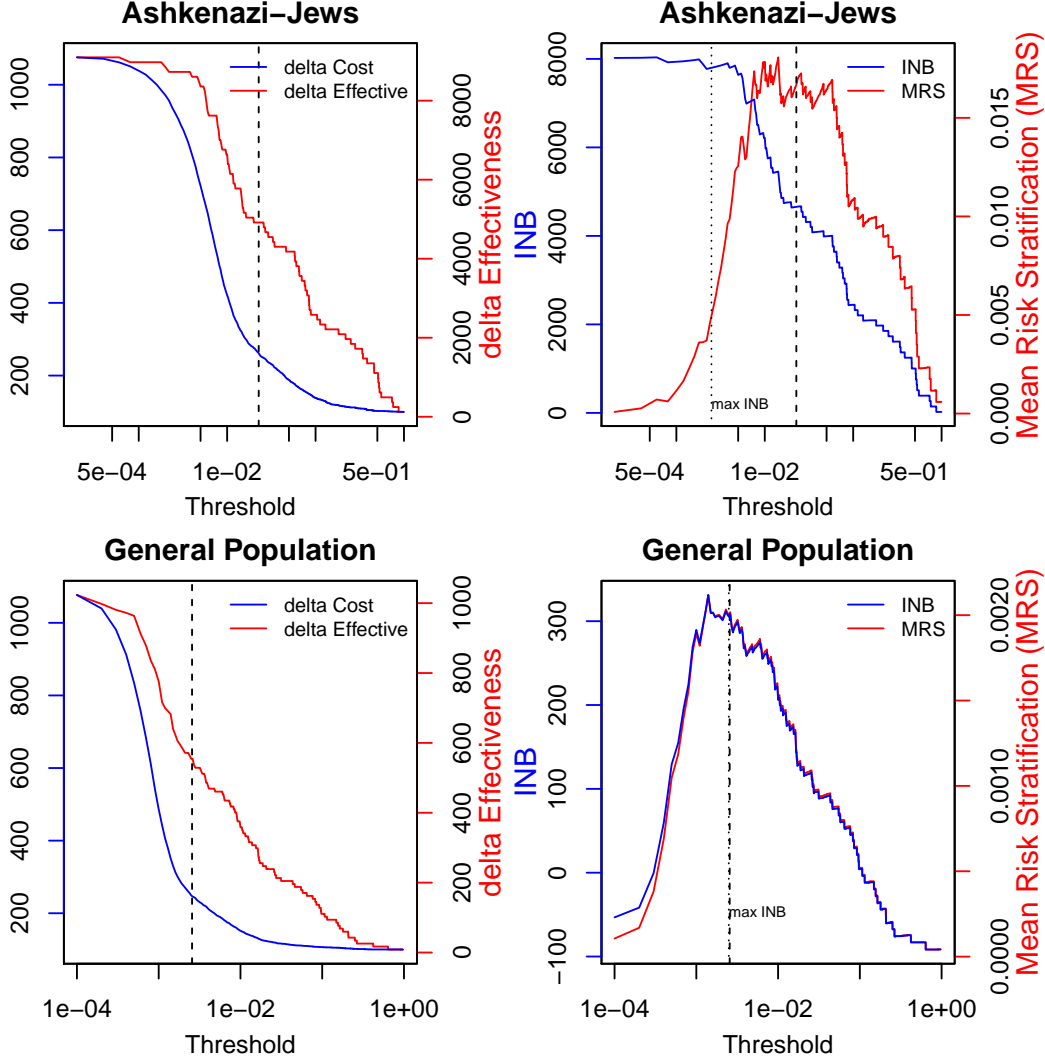 Ashkenazi−Jews
delta Cost
delta Effective
200
400
600
800
1000
0
2000
4000
6000
8000
delta Effectiveness
5e−04
1e−02
5e−01
Threshold
Ashkenazi−Jews
INB
MRS
max INB
INB
0
2000
4000
6000
8000
0.000
0.005
0.010
0.015
Mean Risk Stratification (MRS)
5e−04
1e−02
5e−01
Threshold
General Population
delta Cost
delta Effective
200
400
600
800
1000
0
200
400
600
800
1000
delta Effectiveness
1e−04
1e−02
1e+00
Threshold
General Population
INB
MRS
max INB
INB
−100
0
100
200
300
0.0000
0.0010
0.0020
Mean Risk Stratification (MRS)
1e−04
1e−02
1e+00
Threshold